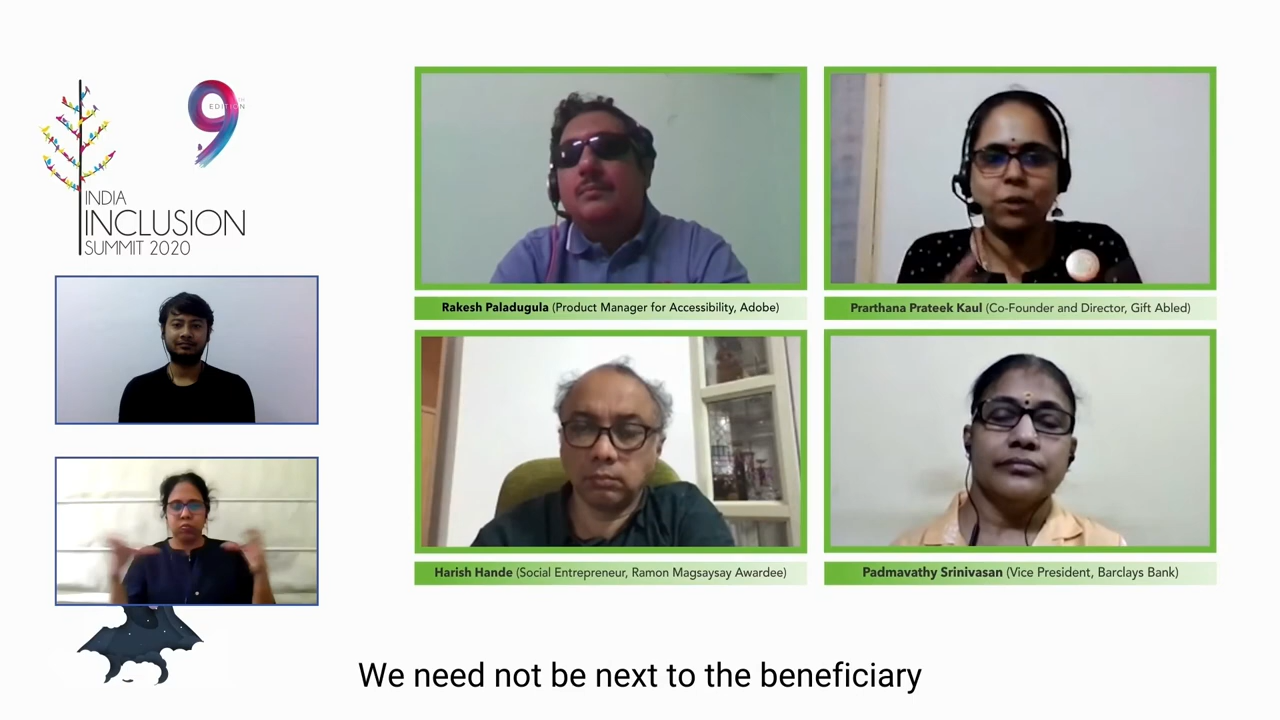 9
EDITION
INDIA
INCLUSION
SUMMIT 2020
Rakesh Paladugula (Product Manager for Accessibility, Adobe)
Prarthana Prateek Kaul (Co-Founder and Director, Gift Abled)
Harish Hande (Social Entrepreneur, Ramon Magsaysay Awardee)
Padmavathy Srinivasan (Vice President, Barclays Bank)
We need not be next to the beneficiary